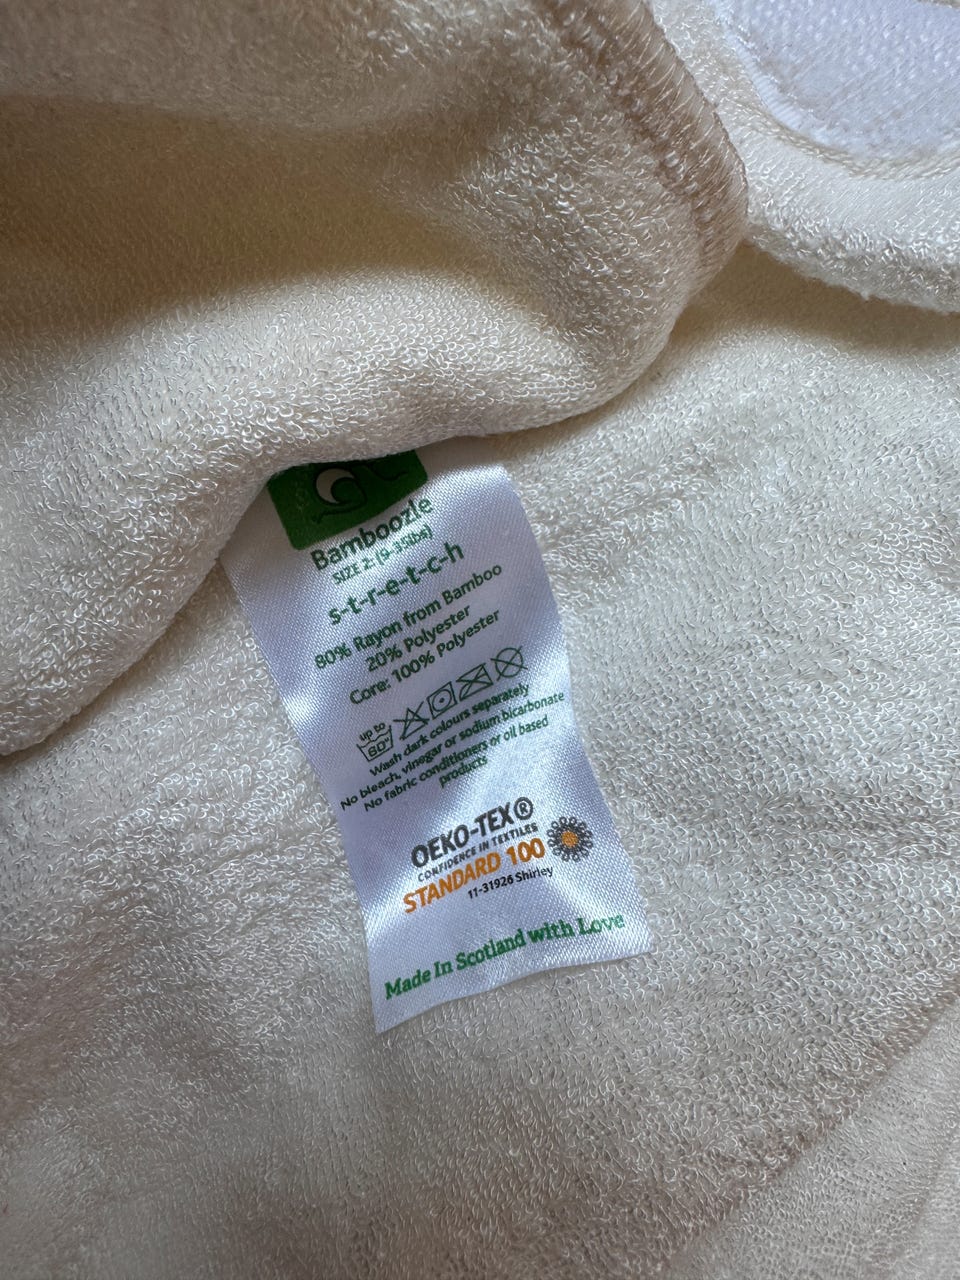 Bamboozle
SIZE 2: (9-35lbs)
s-t-r-e-t-c-h
80% Rayon from Bamboo
20% Polyester
Core: 100% Polyester
up to
60°
Wash dark colours separately
No bleach, vinegar or sodium bicarbonate
No fabric conditioners or oil based
products
OEKO-TEX®
CONFIDENCE IN TEXTILES
STANDARD 100
11-31926 Shirley
Made In Scotland with Love